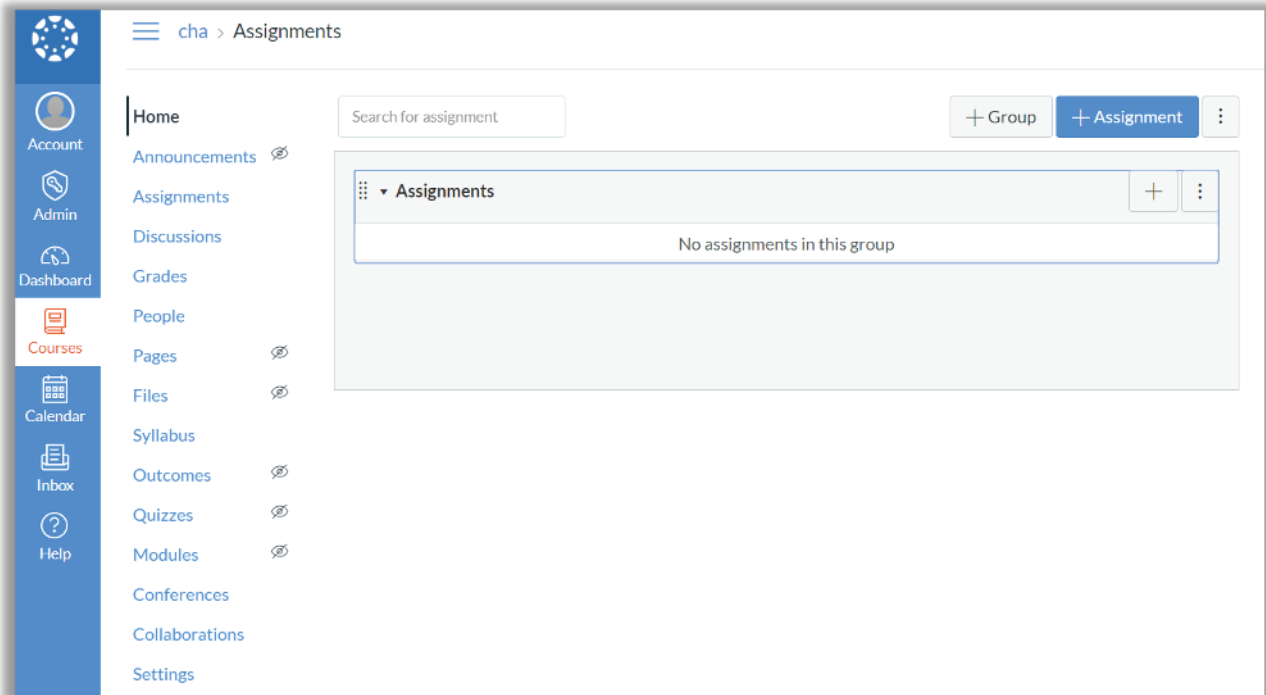 cha > Assignments
Account
Admin
Dashboard
Courses
Calendar
Inbox
Help
Home
Announcements
Assignments
Discussions
Grades
People
Pages
Files
Syllabus
Outcomes
Quizzes
Modules
Conferences
Collaborations
Settings
Search for assignment
+ Group
+ Assignment
Assignments
No assignments in this group